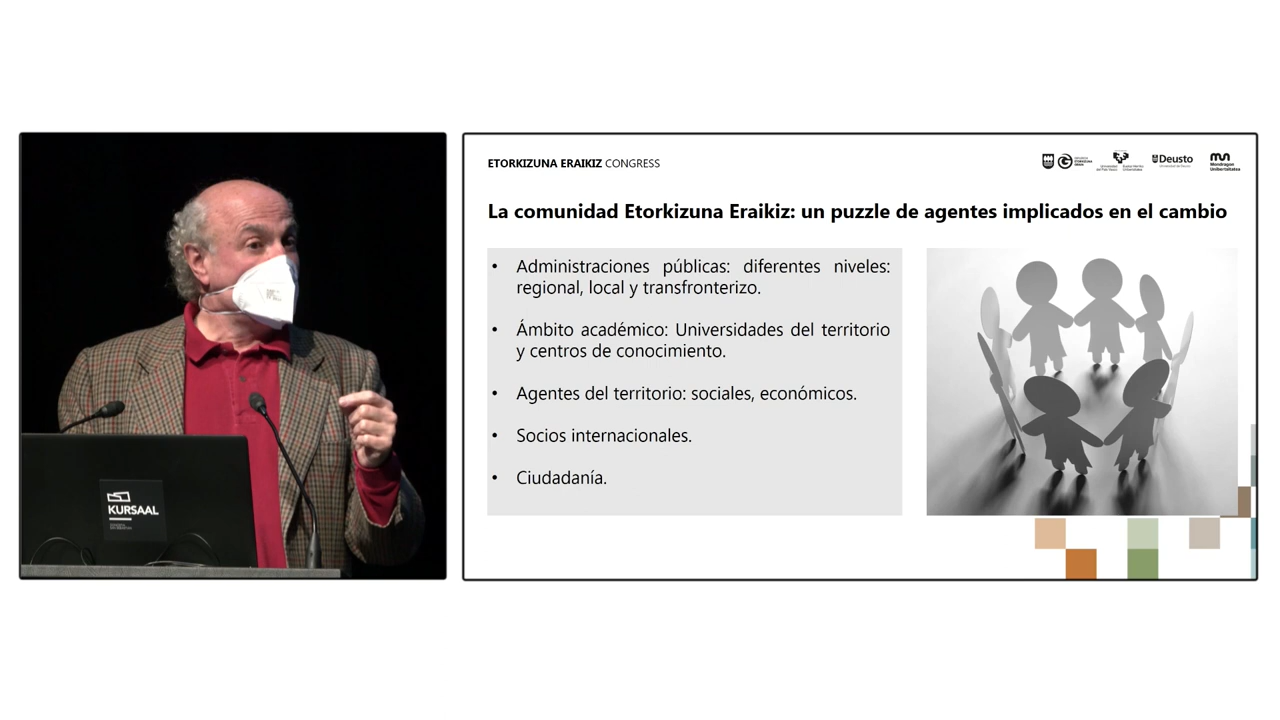 KURSAAL
ETORKIZUNA ERAIKIZ CONGRESS
Deusto
Mondragon
Unibertsitatea
La comunidad Etorkizuna Eraikiz: un puzzle de agentes implicados en el cambio
• Administraciones públicas: diferentes niveles:
regional, local y transfronterizo.
• Ámbito académico: Universidades del territorio
y centros de conocimiento.
• Agentes del territorio: sociales, económicos.
• Socios internacionales.
• Ciudadanía.